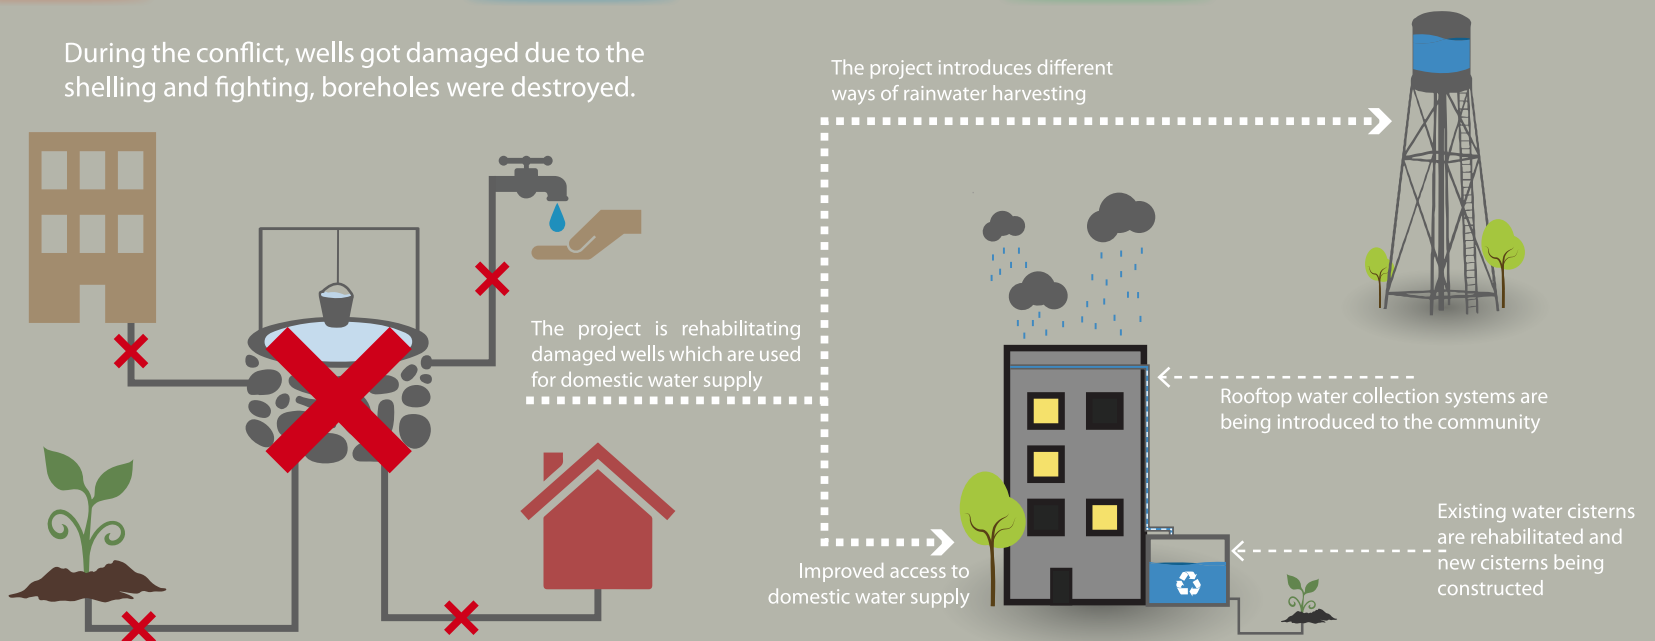 During the conflict, wells got damaged due to the
shelling and fighting, boreholes were destroyed.
The project is rehabilitating
damaged wells which are used
for domestic water supply
The project introduces different
ways of rainwater harvesting
Rooftop water collection systems are
being introduced to the community
Existing water cisterns
are rehabilitated and
new cisterns being
constructed
Improved access to
domestic water supply